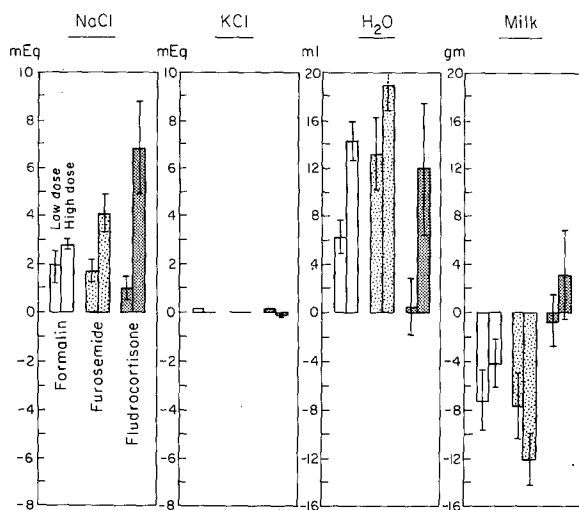 NaCl KCl H2O Milk
mEq mEq ml gm
10 10 20 20
8 8 16 16
6 6 12 12
4 4 8 8
2 2 4 4
0 0 0 0
-2 -2 -4 -4
-4 -4 -8 -8
-6 -6 -12 -12
-8 -8 -16 -16
Low dose
High dose
Formalin
Furosemide
Fludrocortisone